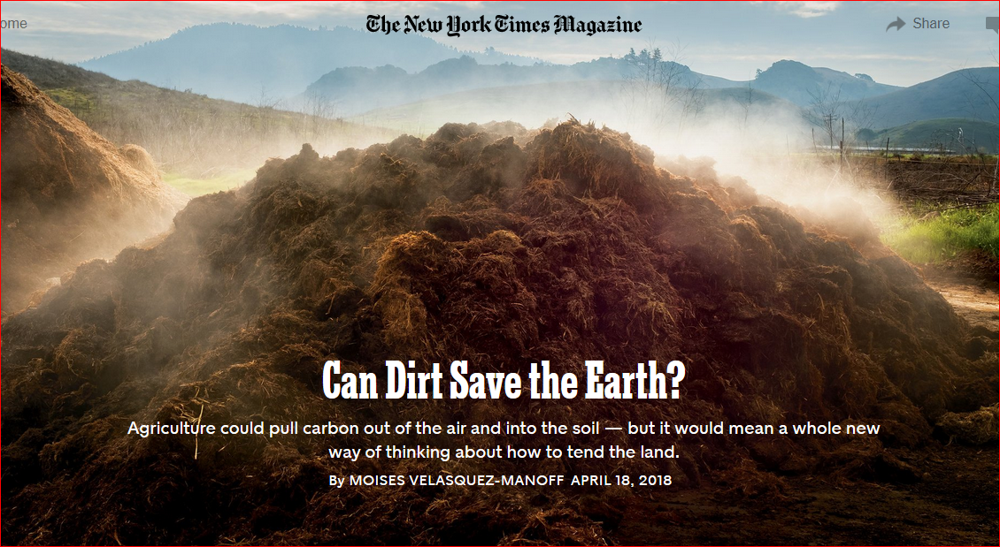 ome
The New York Times Magazine
Share
Can Dirt Save the Earth?
Agriculture could pull carbon out of the air and into the soil — but it would mean a whole new
way of thinking about how to tend the land.
By MOISES VELASQUEZ-MANOFF APRIL 18, 2018